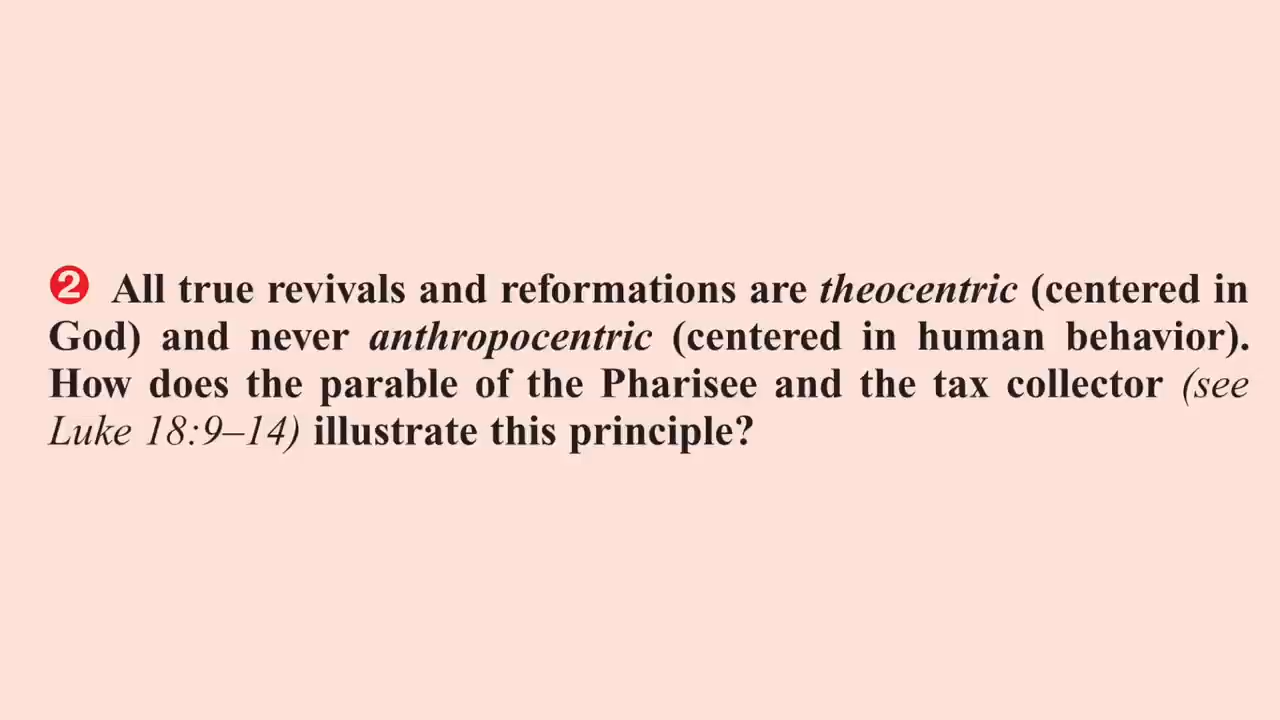 ❷ All true revivals and reformations are theocentric (centered in
God) and never anthropocentric (centered in human behavior).
How does the parable of the Pharisee and the tax collector (see
Luke 18:9–14) illustrate this principle?